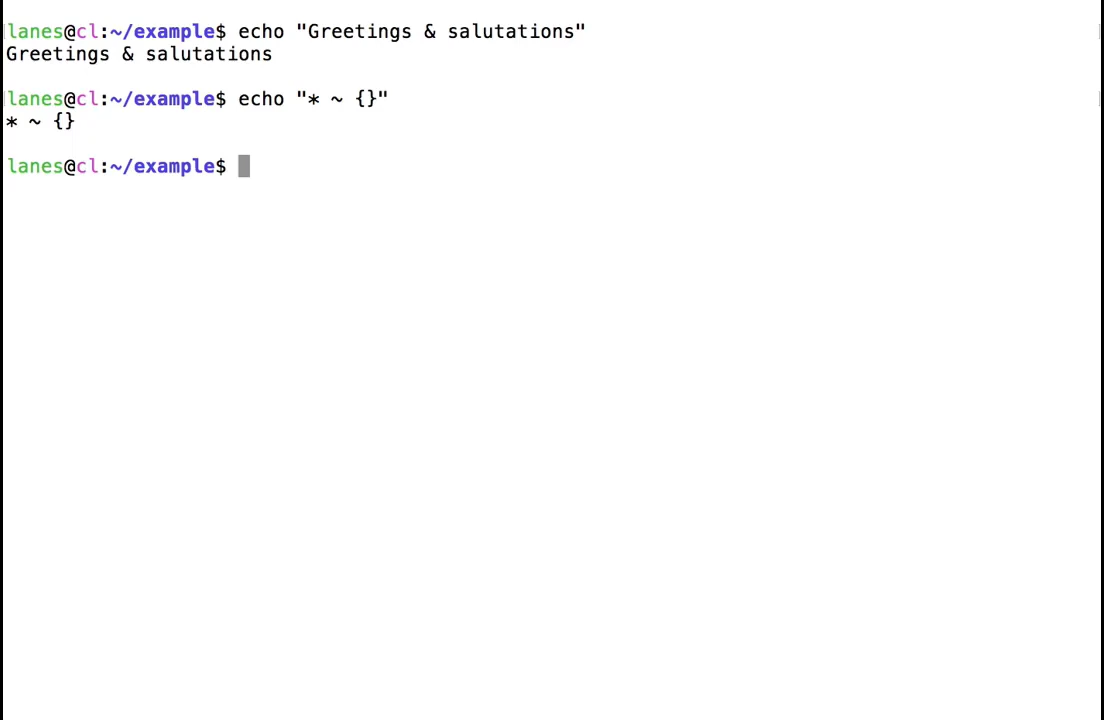 lanes@cl:~/example$ echo "Greetings & salutations"
Greetings & salutations
lanes@cl:~/example$ echo "* ~ {}"
* ~ {}
lanes@cl:~/example$